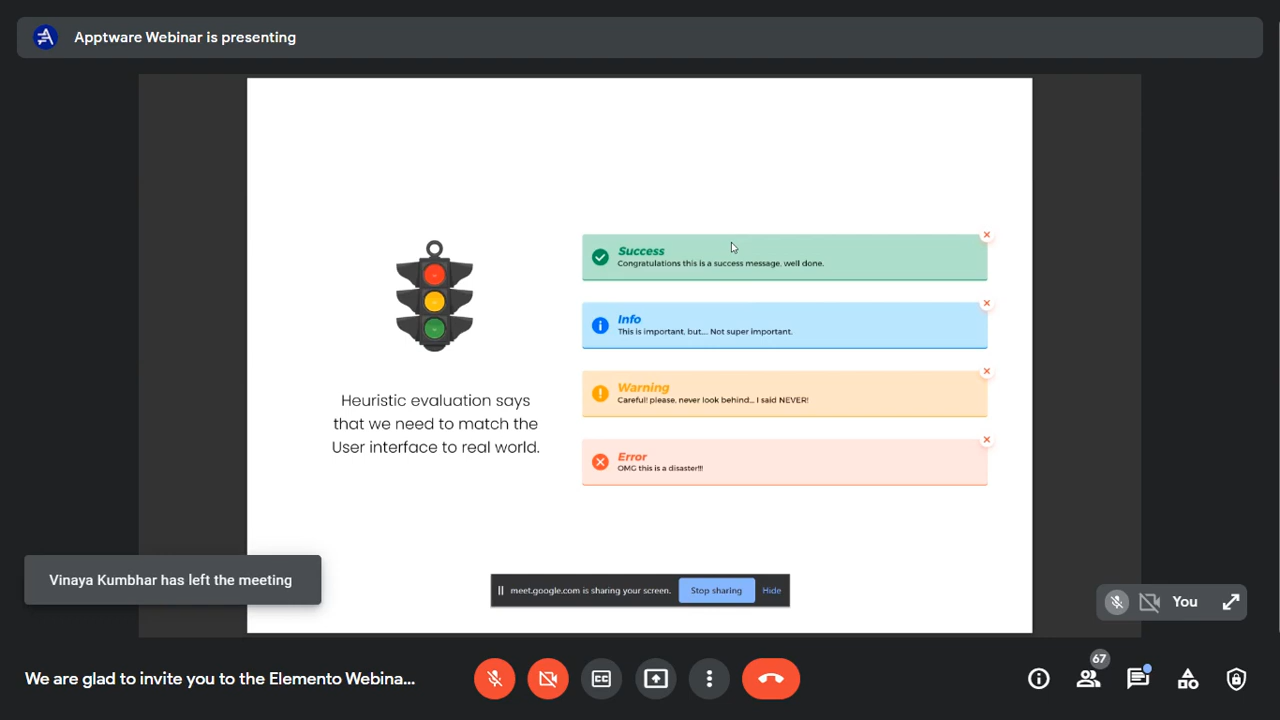 Apptware Webinar is presenting
Success
Congratulations this is a success message, well done.
Info
This is important, but... Not super important.
Warning
Careful! please, never look behind... I said NEVER!
Error
OMG this is a disaster!!!
Heuristic evaluation says
that we need to match the
User interface to real world.
Vinaya Kumbhar has left the meeting
meet.google.com is sharing your screen.
Stop sharing
Hide
You
We are glad to invite you to the Elemento Webina...
CC
67